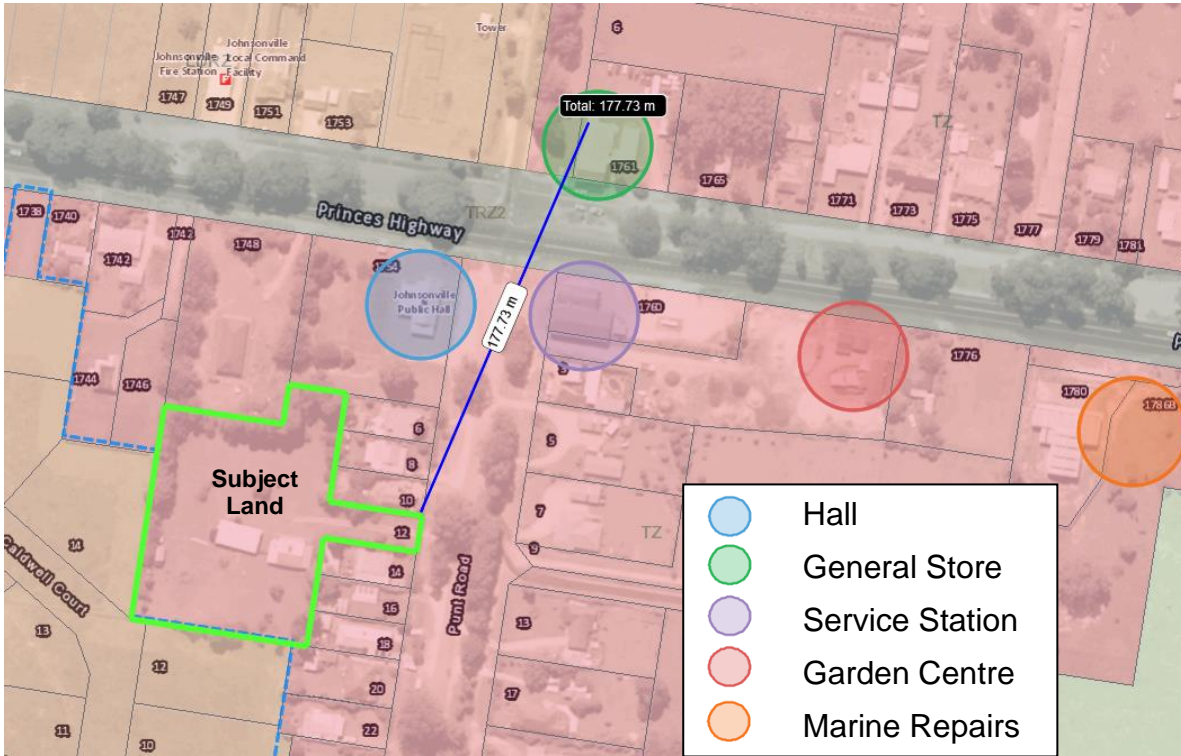 6
Tower
Johnsonville
Local Command
Facility
Johnsonville
Fire Station
1747
1749
1751
1753
Total: 177.73 m
TZ
1761
1765
1771
1773
1775
1777
1779
1781
1738
1740
1742
1742
1748
Princes Highway
TRZ2
1754
Johnsonville
Public Hall
177.73 m
1760
3
1776
1780
1786B
1744
1746
6
8
10
12
14
16
18
20
22
5
7
9
13
17
TZ
Subject
Land
Punt Road
Caldwell Court
14
13
12
11
10
Hall
General Store
Service Station
Garden Centre
Marine Repairs